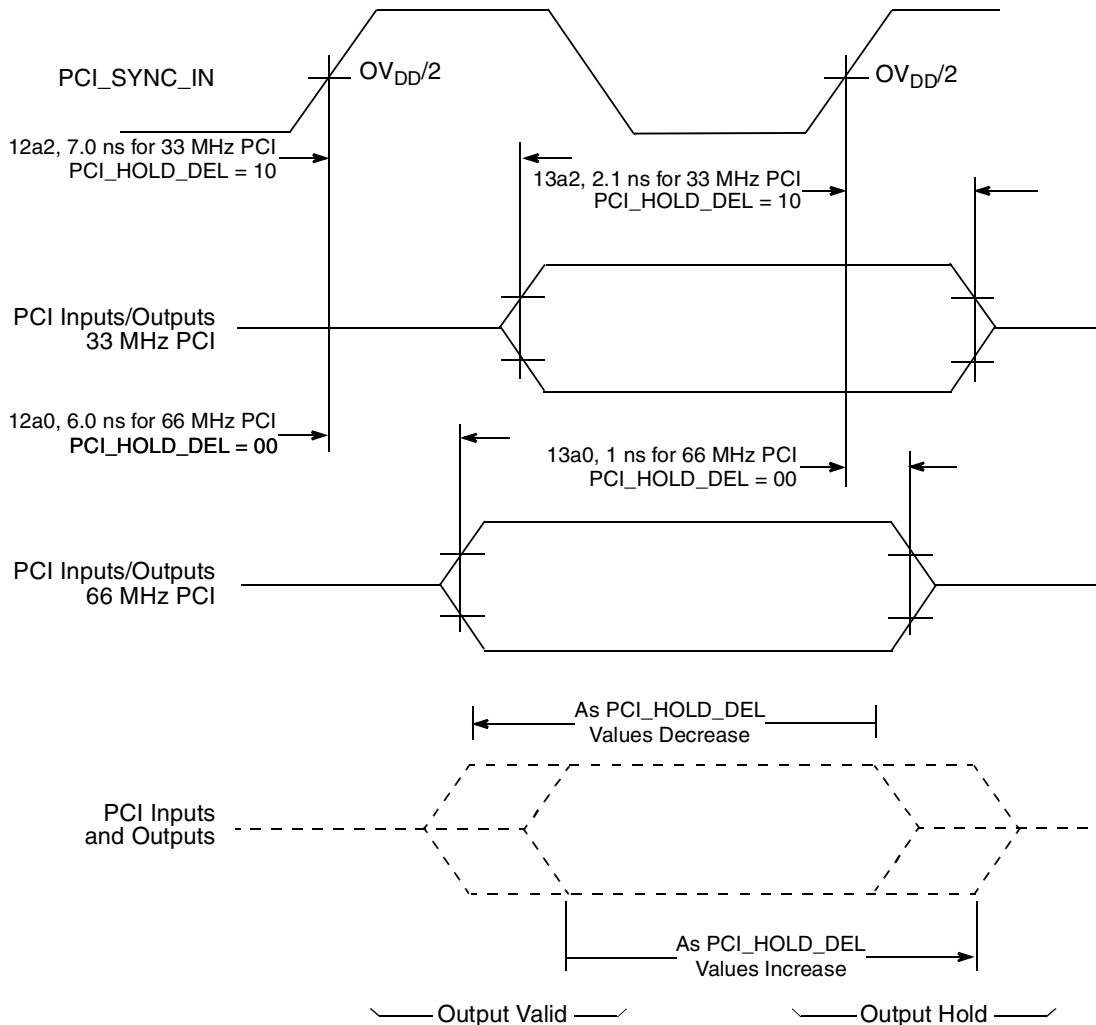 PCI_SYNC_IN
OVDD/2
OVDD/2
12a2, 7.0 ns for 33 MHz PCI
PCI_HOLD_DEL = 10
13a2, 2.1 ns for 33 MHz PCI
PCI_HOLD_DEL = 10
PCI Inputs/Outputs
33 MHz PCI
12a0, 6.0 ns for 66 MHz PCI
PCI_HOLD_DEL = 00
13a0, 1 ns for 66 MHz PCI
PCI_HOLD_DEL = 00
PCI Inputs/Outputs
66 MHz PCI
As PCI_HOLD_DEL
Values Decrease
PCI Inputs
and Outputs
As PCI_HOLD_DEL
Values Increase
Output Valid
Output Hold